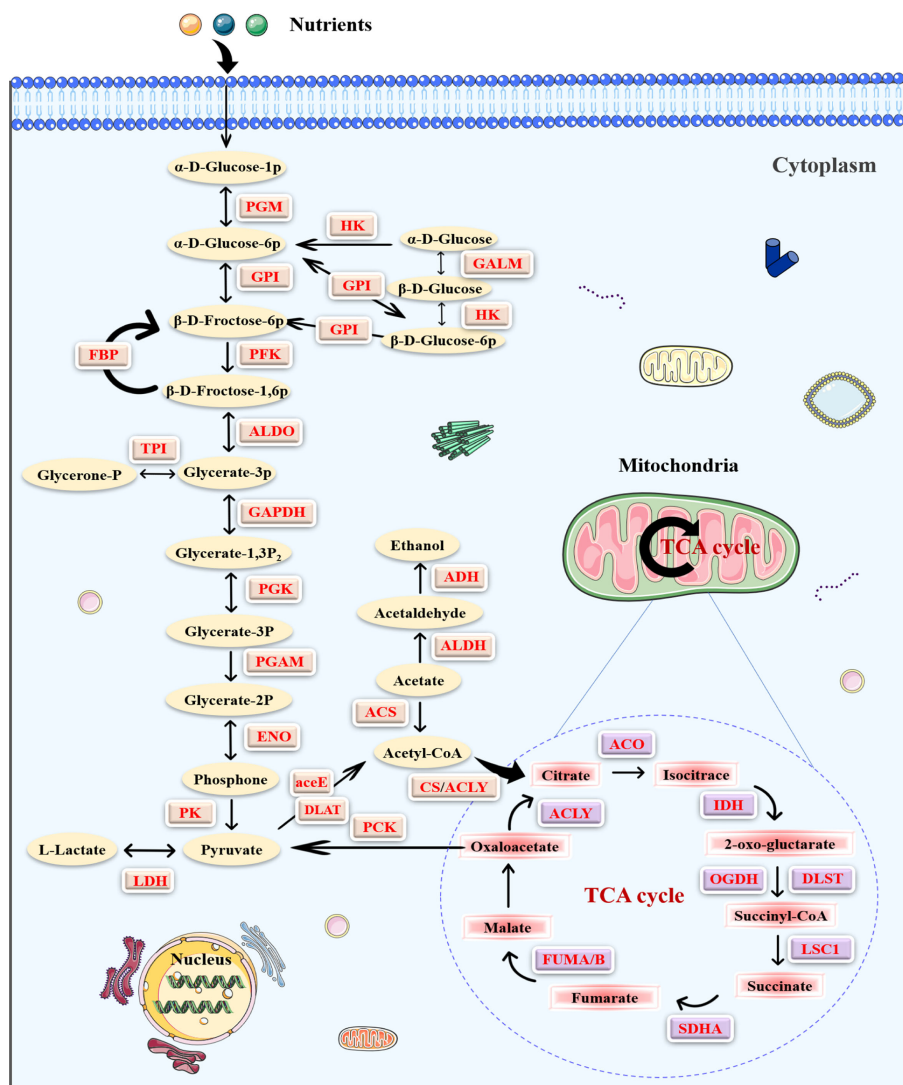 Nutrients
Cytoplasm
α-D-Glucose-1p
PGM
HK
α-D-Glucose-6p
α-D-Glucose
GALM
GPI
GPI
β-D-Glucose
HK
β-D-Froctose-6p
GPI
β-D-Glucose-6p
FBP
PFK
β-D-Froctose-1,6p
ALDO
TPI
Glycerone-P
Glycerate-3p
Mitochondria
GAPDH
TCA cycle
Ethanol
Glycerate-1,3P₂
ADH
PGK
Acetaldehyde
Glycerate-3P
ALDH
PGAM
Acetate
Glycerate-2P
ACS
ENO
Acetyl-CoA
ACO
Phosphone
aceE
CS/ACLY
Citrate
Isocitrace
DLAT
IDH
PK
PCK
ACLY
L-Lactate
Pyruvate
Oxaloacetate
2-oxo-gluctarate
LDH
OGDH
DLST
TCA cycle
Succinyl-CoA
Malate
LSC1
Nucleus
FUMA/B
Succinate
Fumarate
SDHA